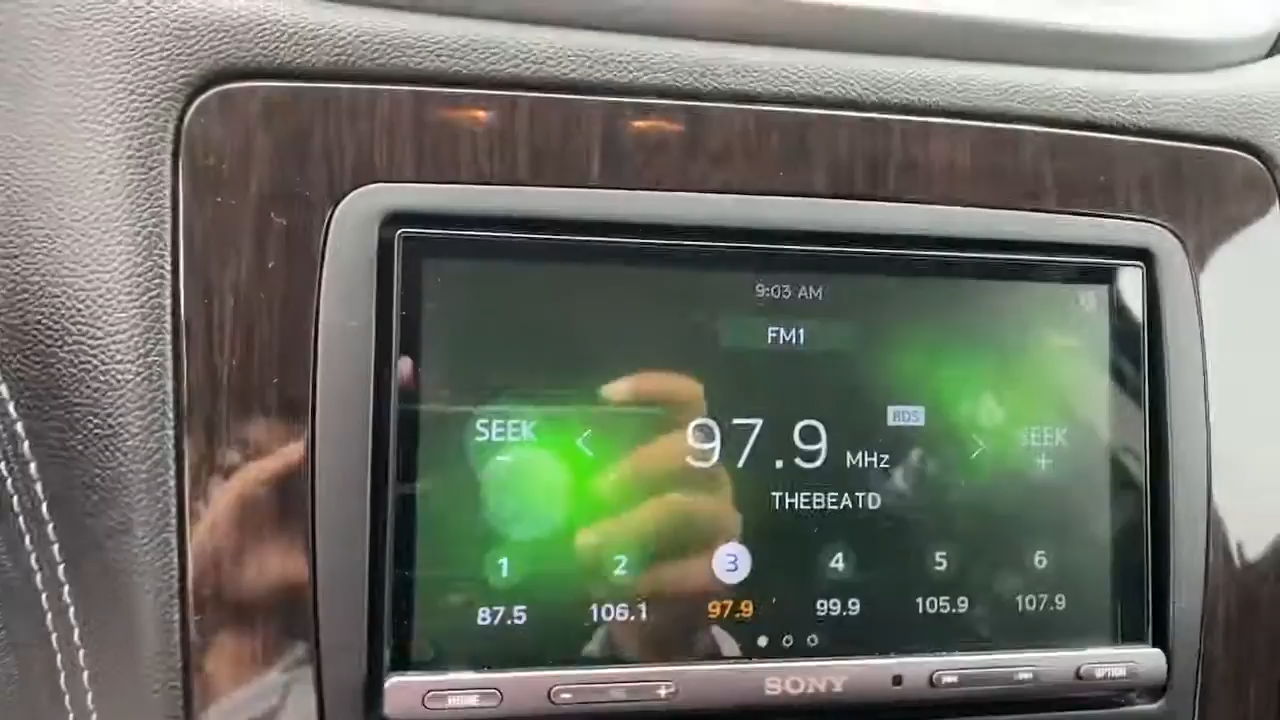 9:03 AM
FM1
RDS
SEEK < 97.9 MHz > SEEK
- +
THEBEATD
1 2 3 4 5 6
87.5 106.1 97.9 99.9 105.9 107.9
HOME - + SONY OPTION